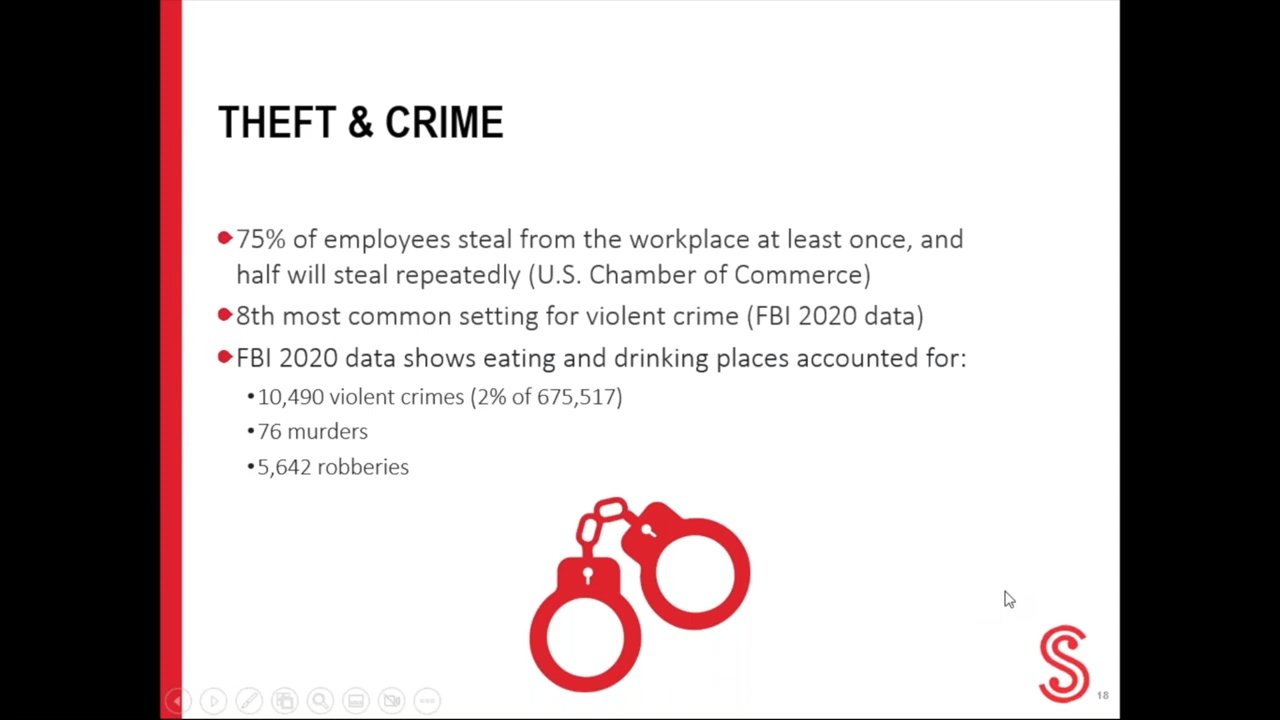 THEFT & CRIME
75% of employees steal from the workplace at least once, and
half will steal repeatedly (U.S. Chamber of Commerce)
8th most common setting for violent crime (FBI 2020 data)
FBI 2020 data shows eating and drinking places accounted for:
•10,490 violent crimes (2% of 675,517)
•76 murders
•5,642 robberies
S
18